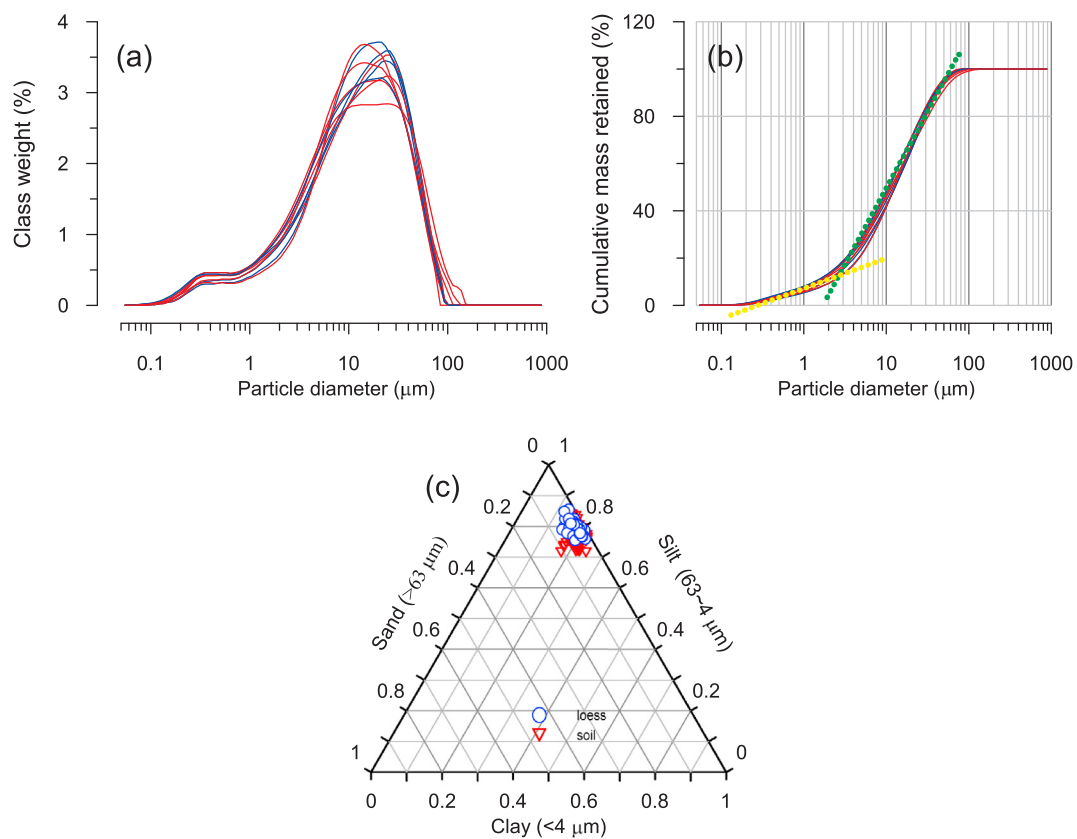 (a)
Class weight (%)
4
3
2
1
0
0.1 1 10 100 1000
Particle diameter (μm)
(b)
Cumulative mass retained (%)
120
80
40
0
0.1 1 10 100 1000
Particle diameter (μm)
(c)
0 1
0.2 0.8
0.4 0.6
0.6 0.4
0.8 0.2
1 0
Sand (>63 μm)
Silt (63~4 μm)
loess
soil
0 0.2 0.4 0.6 0.8 1
Clay (<4 μm)